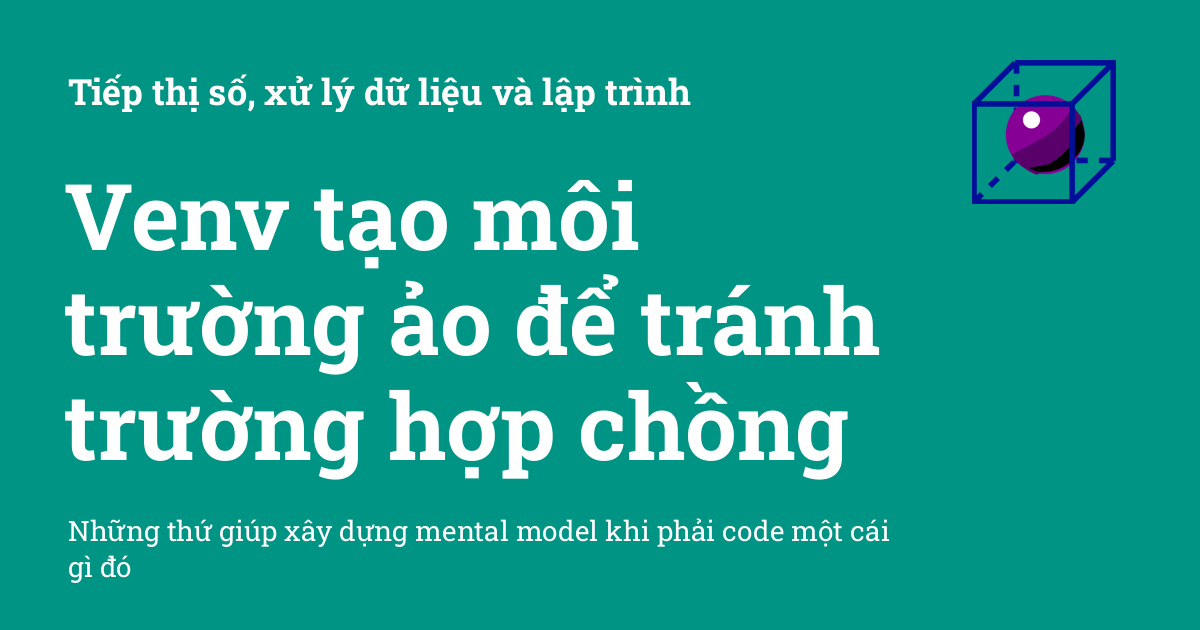 Tiếp thị số, xử lý dữ liệu và lập trình
Venv tạo môi
trường ảo để tránh
trường hợp chồng
Những thứ giúp xây dựng mental model khi phải code một cái
gì đó